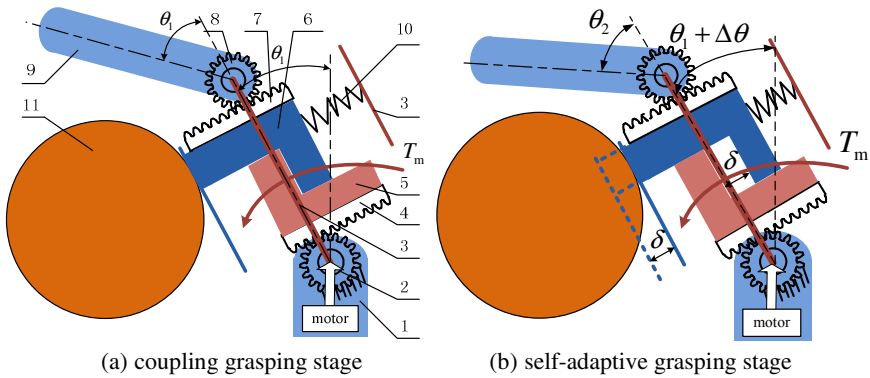 θ₁ 8 7 6
10
9
θ₁
11
3
Tₘ
5
4
3
2
1
motor
(a) coupling grasping stage
θ₂
θ₁ + Δθ
δ
Tₘ
δ
motor
(b) self-adaptive grasping stage